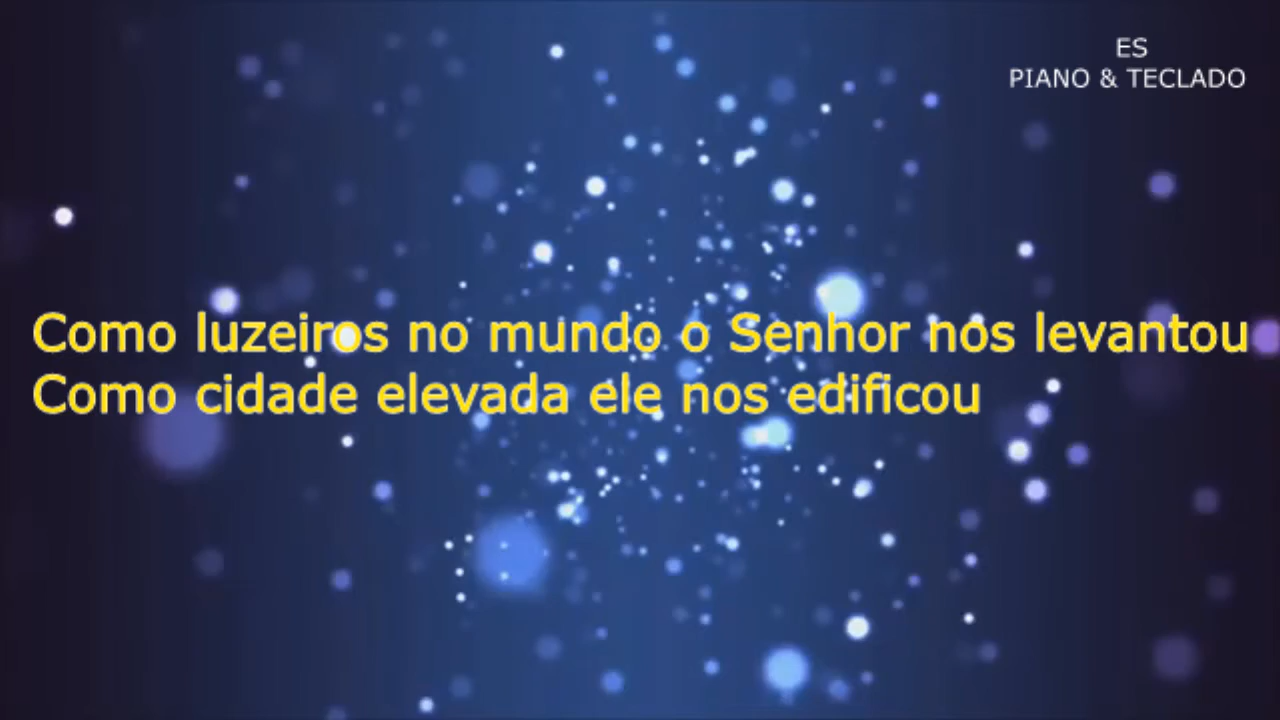 ES
PIANO & TECLADO
Como luzeiros no mundo o Senhor nos levantou
Como cidade elevada ele nos edificou